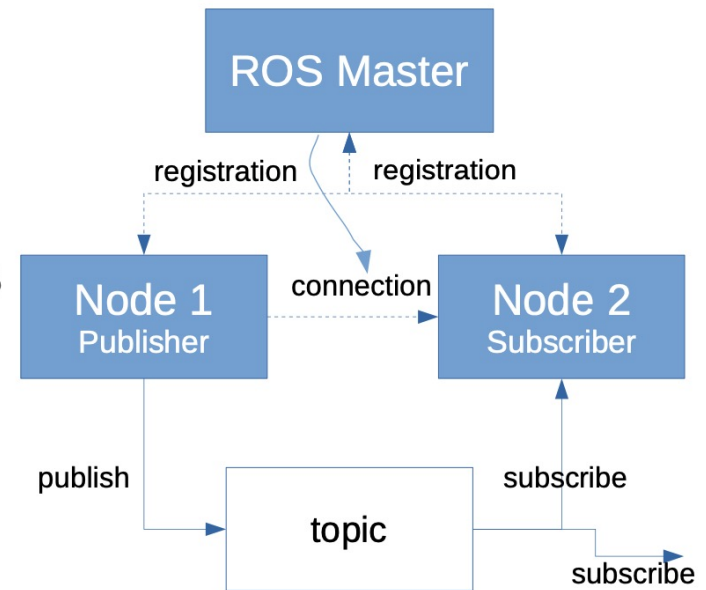 ROS Master
registration
registration
connection
Node 1
Publisher
Node 2
Subscriber
publish
subscribe
topic
subscribe